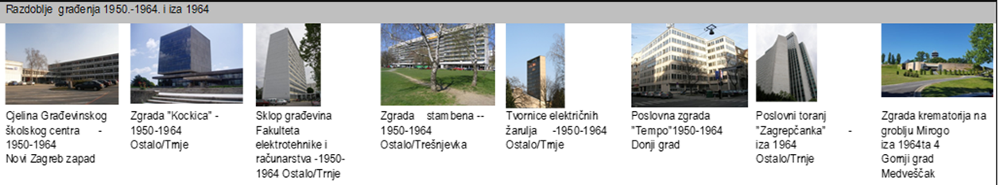 Razdoblje građenja 1950.-1964. i iza 1964
Cjelina Građevinskog
školskog centra -
1950-1964
Novi Zagreb zapad
Zgrada "Kockica" -
1950-1964
Ostalo/Trnje
Sklop građevina
Fakulteta
elektrotehnike i
računarstva -1950-
1964 Ostalo/Trnje
Zgrada stambena --
1950-1964
Ostalo/Trešnjevka
Tvornice električnih
žarulja -1950-1964
Ostalo/Trnje
Poslovna zgrada
"Tempo"1950-1964
Donji grad
Poslovni toranj
"Zagrepčanka" -
iza 1964
Ostalo/Trnje
Zgrada krematorija na
groblju Mirogo
iza 1964ta 4
Gornji grad
Medveščak